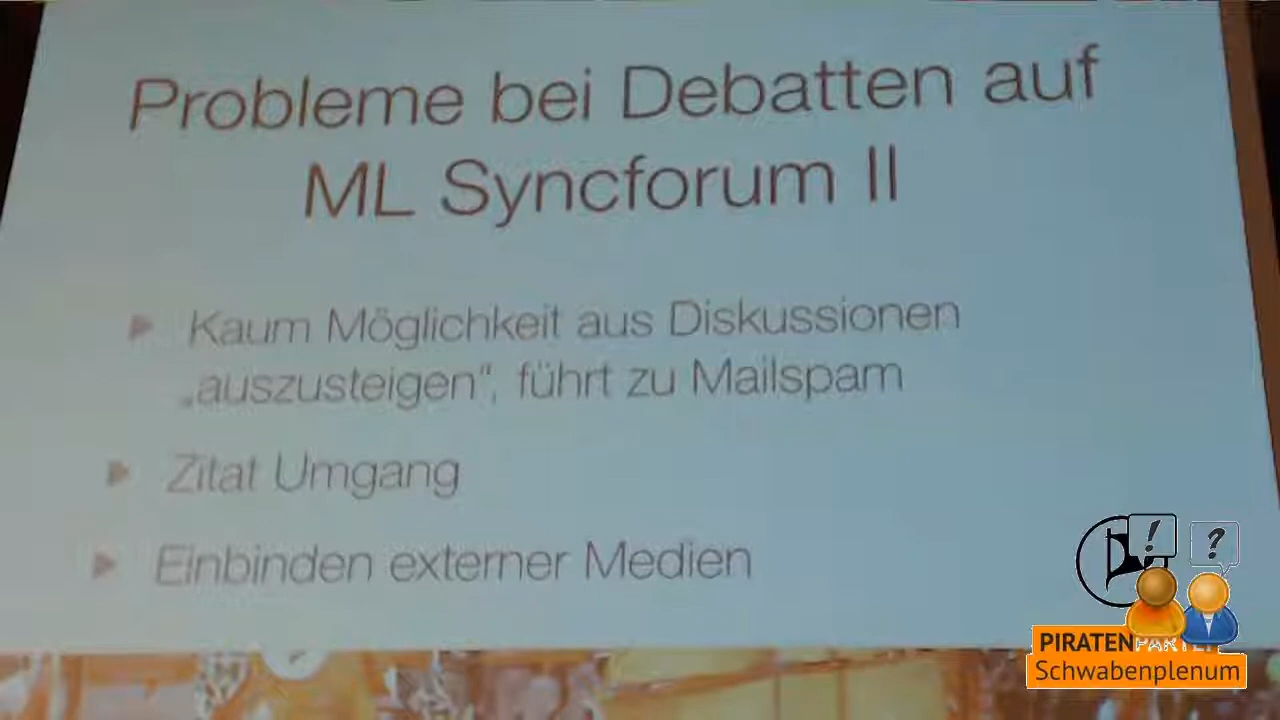 Probleme bei Debatten auf
ML Syncforum II
Kaum Möglichkeit aus Diskussionen
„auszusteigen“, führt zu Mailspam
Zitat Umgang
Einbinden externer Medien
! ?
PIRATENPARTEI
Schwabenplenum